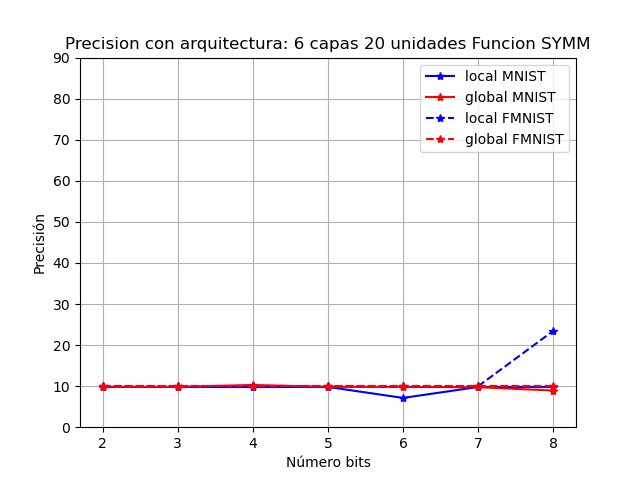 Precision con arquitectura: 6 capas 20 unidades Funcion SYMM
local MNIST
global MNIST
local FMNIST
global FMNIST
Precisión
90
80
70
60
50
40
30
20
10
0
2 3 4 5 6 7 8
Número bits